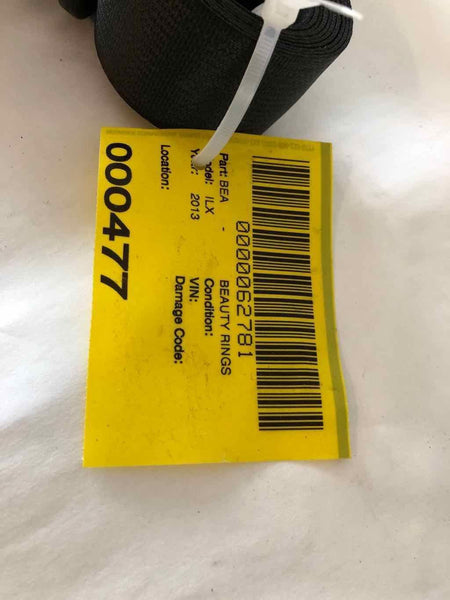 0000062781
Part: BEA - BEAUTY RINGS
Model: ILX Condition:
Year: 2013 VIN:
Damage Code:
Location:
000477